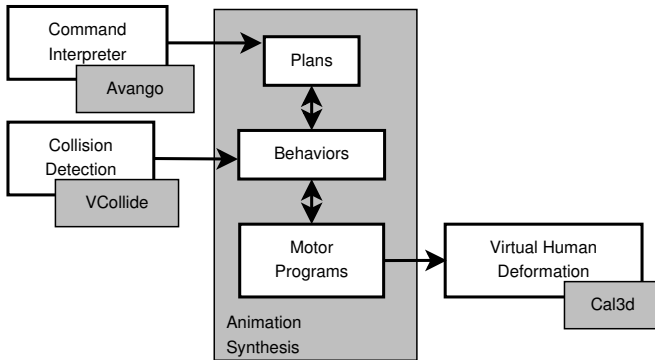 Command
Interpreter
Avango
Plans
Collision
Detection
VCollide
Behaviors
Motor
Programs
Virtual Human
Deformation
Cal3d
Animation
Synthesis